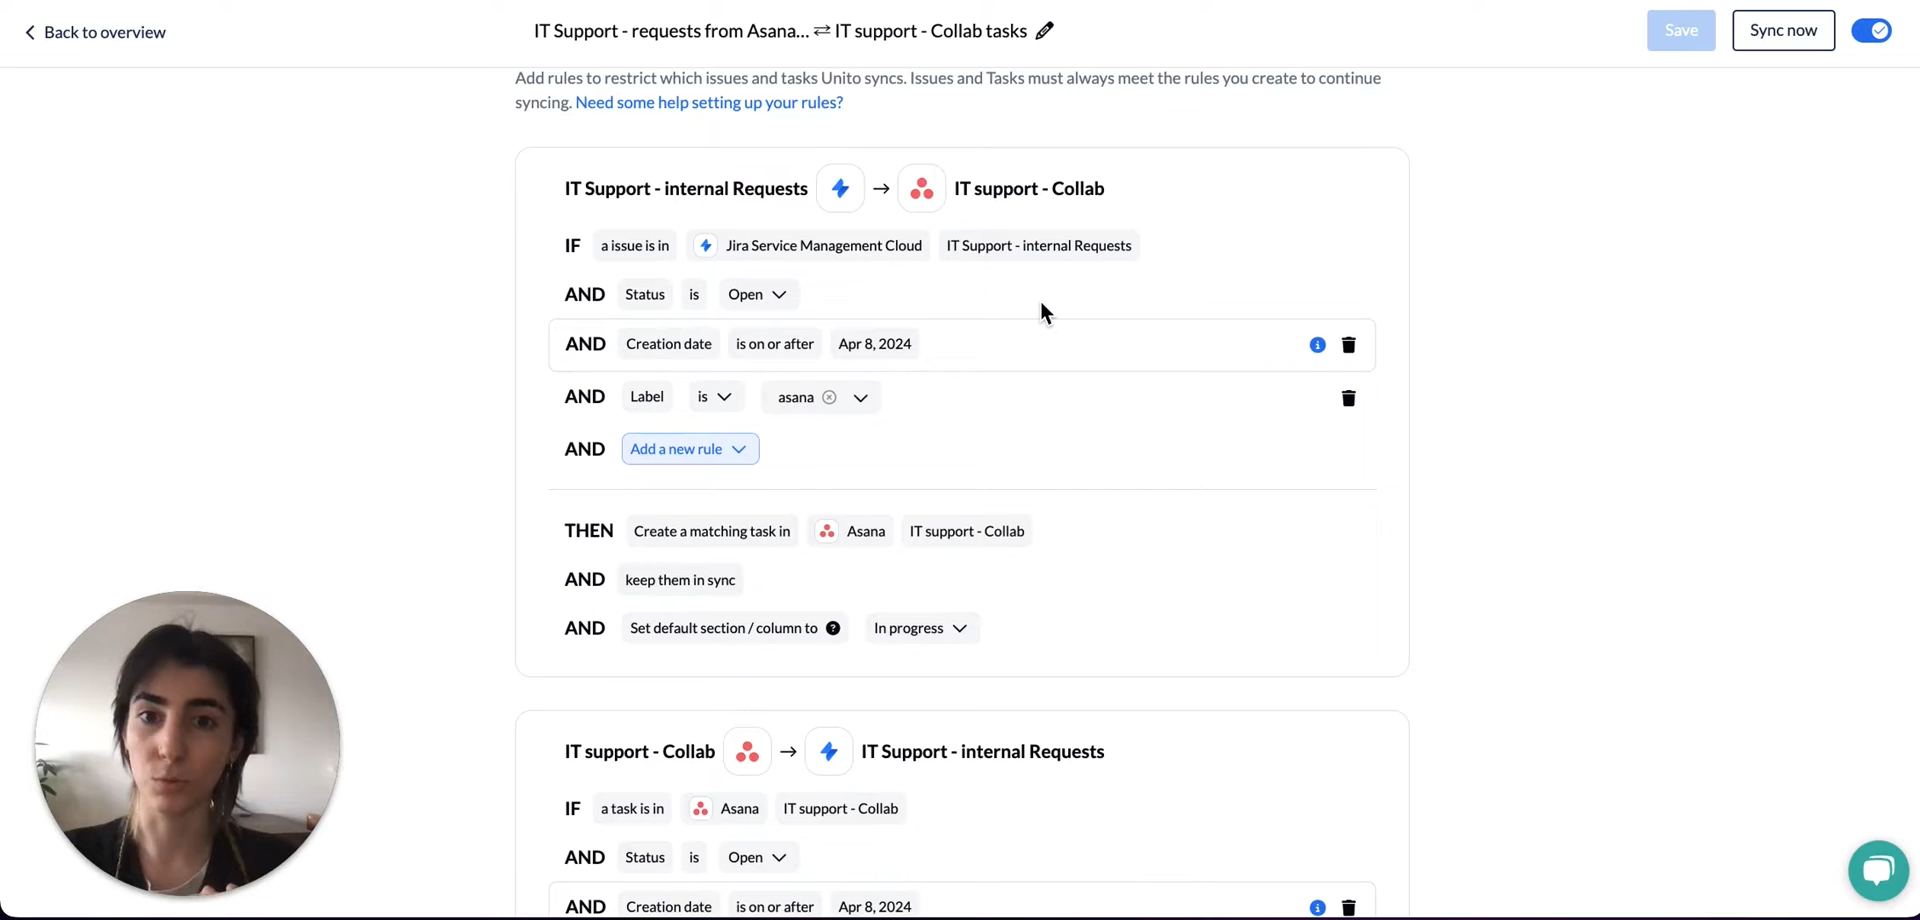 Back to overview
IT Support - requests from Asana... ⇄ IT support - Collab tasks
Save
Sync now
Add rules to restrict which issues and tasks Unito syncs. Issues and Tasks must always meet the rules you create to continue
syncing. Need some help setting up your rules?
IT Support - internal Requests → IT support - Collab
IF a issue is in Jira Service Management Cloud IT Support - internal Requests
AND Status is Open
AND Creation date is on or after Apr 8, 2024
AND Label is asana
AND Add a new rule
THEN Create a matching task in Asana IT support - Collab
AND keep them in sync
AND Set default section / column to In progress
IT support - Collab → IT Support - internal Requests
IF a task is in Asana IT support - Collab
AND Status is Open
AND Creation date is on or after Apr 8, 2024